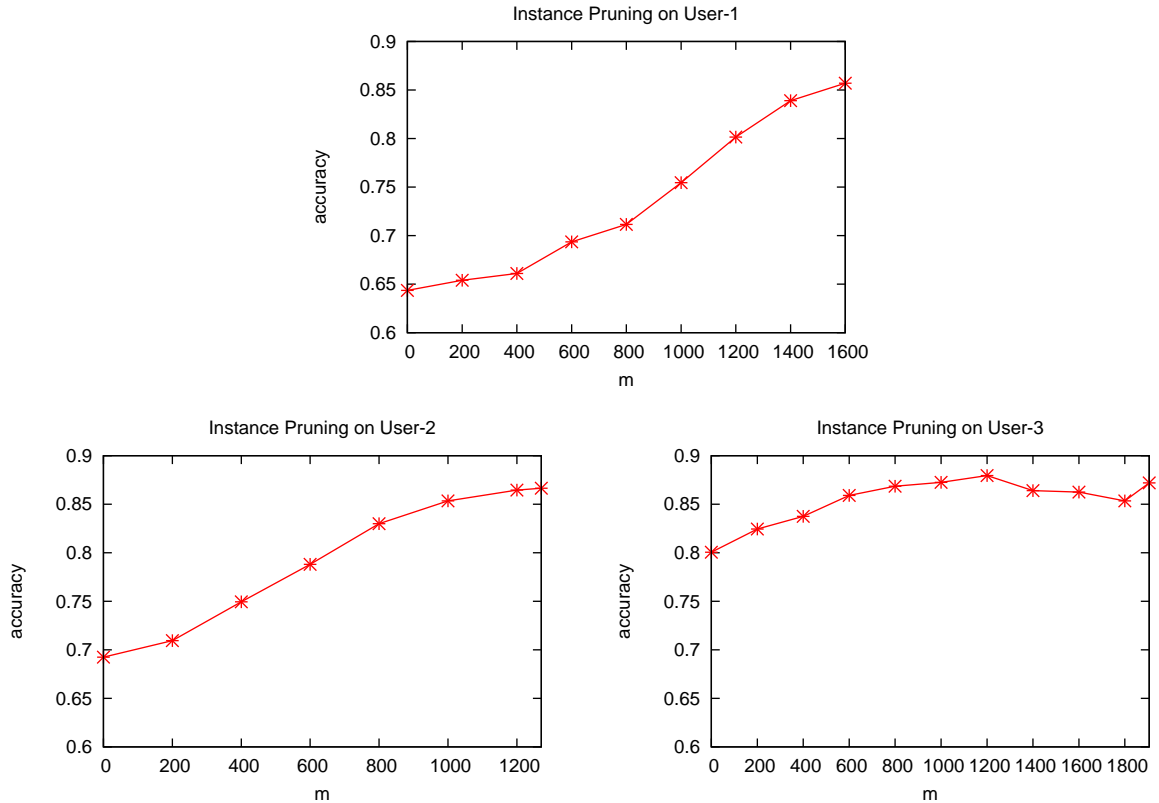 Instance Pruning on User-1
0.9
0.85
0.8
0.75
0.7
0.65
0.6
accuracy
0 200 400 600 800 1000 1200 1400 1600
m
Instance Pruning on User-2
0.9
0.85
0.8
0.75
0.7
0.65
0.6
accuracy
0 200 400 600 800 1000 1200
m
Instance Pruning on User-3
0.9
0.85
0.8
0.75
0.7
0.65
0.6
accuracy
0 200 400 600 800 1000 1200 1400 1600 1800
m